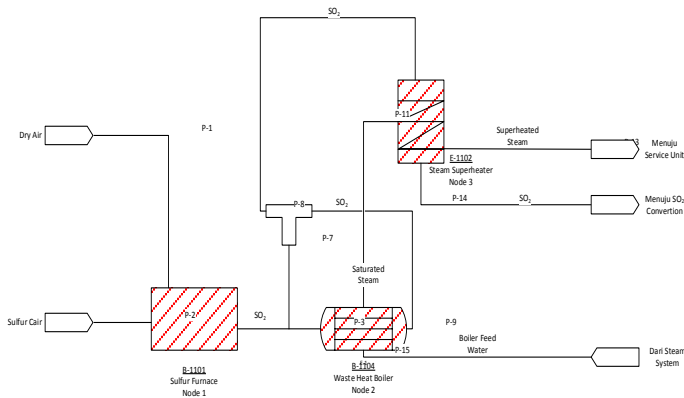 SO₂
P-11
Dry Air
P-1
Superheated
Steam
Menuju
Service Unit
E-1102
Steam Superheater
Node 3
P-14
SO₂
Menuju SO₂
Convertion
P-8
SO₂
P-7
Saturated
Steam
Sulfur Cair
P-2
SO₂
P-3
P-9
P-15
Boiler Feed
Water
Dari Steam
System
B-1101
Sulfur Furnace
Node 1
B-1104
Waste Heat Boiler
Node 2